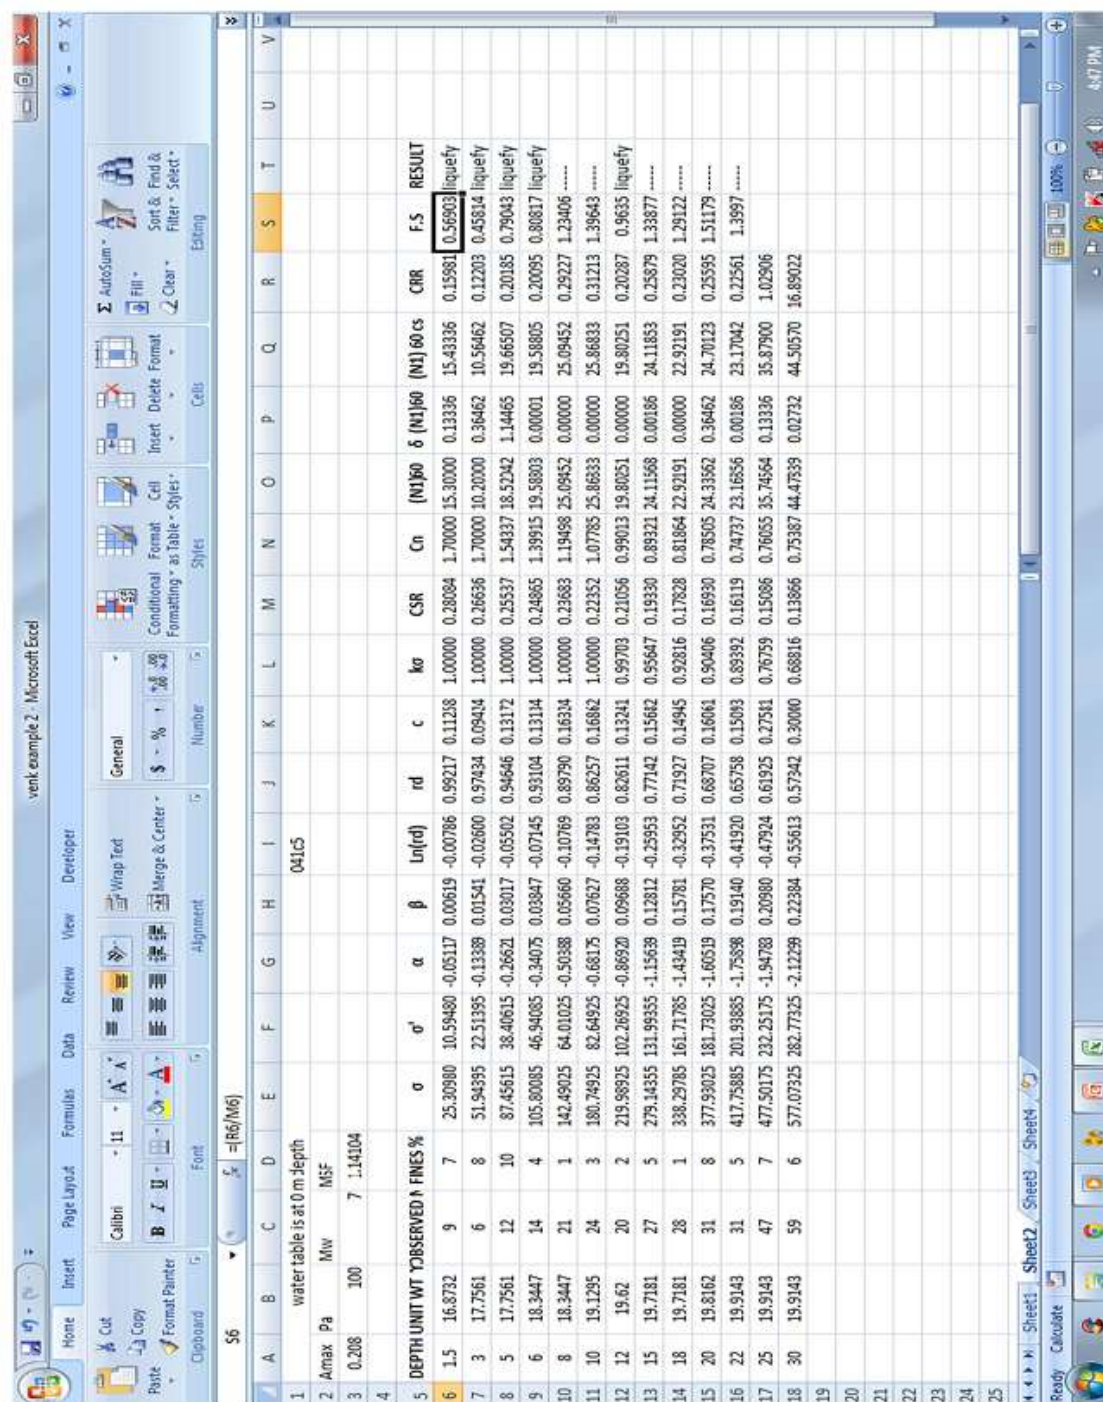 venk example 2 - Microsoft Excel
Home Insert Page Layout Formulas Data Review View Developer
Cut
Copy
Format Painter
Paste
Clipboard
Calibri 11
B I U
Font
Wrap Text
Merge & Center
Alignment
General
$ % ,
Number
Conditional Formatting
Format as Table
Cell Styles
Styles
Insert Delete Format
Cells
Σ AutoSum
Fill
Clear
Sort & Filter
Find & Select
Editing
S6 fx =(R6/M6)
A B C D E F G H I J K L M N O P Q R S T U V
1 water table is at 0 m depth 041c5
2 Amax Pa Mw MSF
3 0.208 100 7 1.14104
4
5 DEPTH UNIT WT Y OBSERVED N FINES % σ σ' α β Ln(rd) rd c kσ CSR Cn (N1)60 δ (N1)60 (N1) 60 cs CRR F.S RESULT
6 1.5 16.8732 9 7 25.30980 10.59480 -0.05117 0.00619 -0.00786 0.99217 0.11258 1.00000 0.28084 1.70000 15.30000 0.13336 15.43336 0.15981 0.56903 liquefy
7 3 17.7561 6 8 51.94395 22.51395 -0.13389 0.01541 -0.02600 0.97434 0.09424 1.00000 0.26636 1.70000 10.20000 0.36462 10.56462 0.12203 0.45814 liquefy
8 5 17.7561 12 10 87.45615 38.40615 -0.26621 0.03017 -0.05502 0.94646 0.13172 1.00000 0.25537 1.54337 18.52042 1.14465 19.66507 0.20185 0.79043 liquefy
9 6 18.3447 14 4 105.80085 46.94085 -0.34075 0.03847 -0.07145 0.93104 0.13114 1.00000 0.24865 1.39915 19.58803 0.00001 19.58805 0.20095 0.80817 liquefy
10 8 18.3447 21 1 142.49025 64.01025 -0.50388 0.05660 -0.10769 0.89790 0.16324 1.00000 0.23683 1.19498 25.09452 0.00000 25.09452 0.29227 1.23406 -----
11 10 19.1295 24 3 180.74925 82.64925 -0.68175 0.07627 -0.14783 0.86257 0.16862 1.00000 0.22352 1.07785 25.86833 0.00000 25.86833 0.31213 1.39643 -----
12 12 19.62 20 2 219.98925 102.26925 -0.86920 0.09688 -0.19103 0.82611 0.13241 0.99703 0.21056 0.99013 19.80251 0.00000 19.80251 0.20287 0.9635 liquefy
13 15 19.7181 27 5 279.14355 131.99355 -1.15639 0.12812 -0.25953 0.77142 0.15682 0.95647 0.19330 0.89321 24.11668 0.00186 24.11853 0.25879 1.33877 -----
14 18 19.7181 28 1 338.29785 161.71785 -1.43419 0.15781 -0.32952 0.71927 0.14945 0.92816 0.17828 0.81864 22.92191 0.00000 22.92191 0.23020 1.29122 -----
15 20 19.8162 31 8 377.93025 181.73025 -1.60519 0.17570 -0.37531 0.68707 0.16061 0.90406 0.16930 0.78505 24.33562 0.36462 24.70123 0.25595 1.51179 -----
16 22 19.9143 31 5 417.75885 201.93885 -1.75898 0.19140 -0.41920 0.65758 0.15093 0.89392 0.16119 0.74737 23.16856 0.00186 23.17042 0.22561 1.3997 -----
17 25 19.9143 47 7 477.50175 232.25175 -1.94783 0.20980 -0.47924 0.61925 0.27581 0.76759 0.15086 0.76055 35.74564 0.13336 35.87900 1.02906
18 30 19.9143 59 6 577.07325 282.77325 -2.12299 0.22384 -0.55613 0.57342 0.30000 0.68816 0.13866 0.75387 44.47839 0.02732 44.50570 16.89022
19
20
21
22
23
24
25
Sheet1 Sheet2 Sheet3 Sheet4
Ready Calculate 100%
4:47 PM